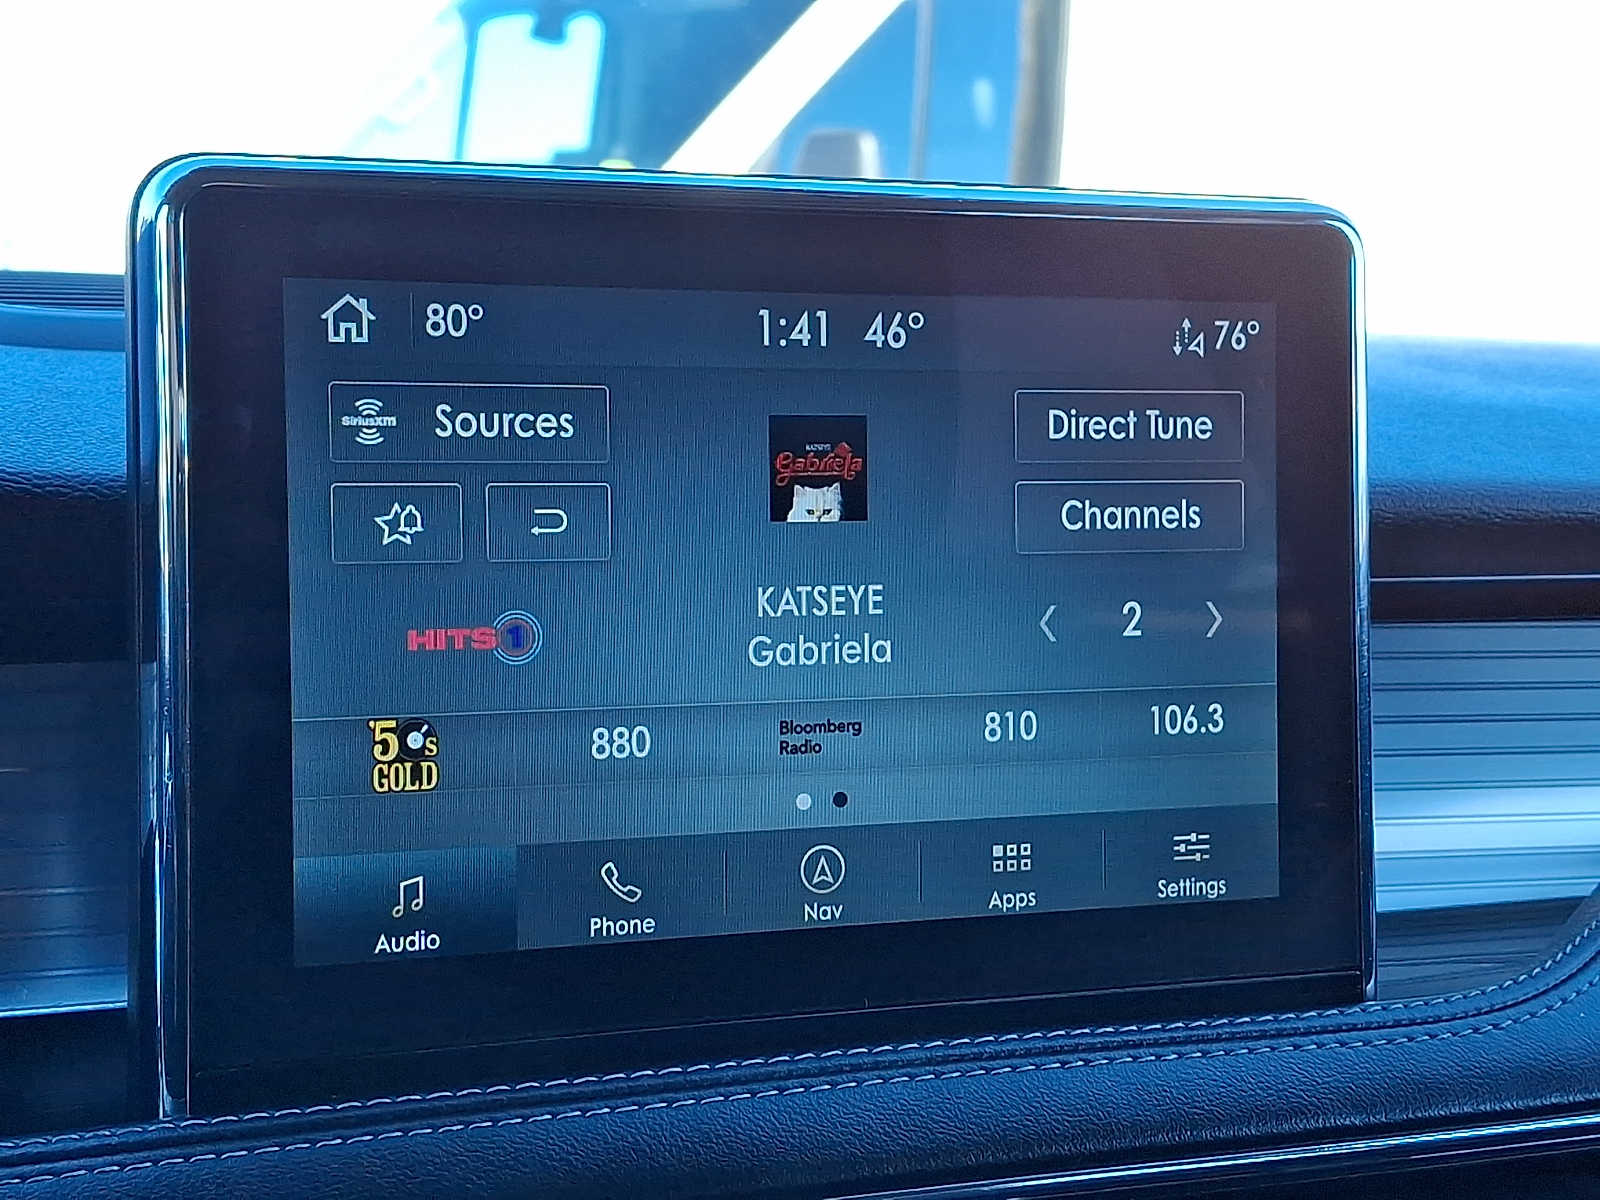 80°
1:41 46°
76°
SiriusXM Sources
Direct Tune
Channels
KATSEYE
Gabriela
HITS 1
KATSEYE
Gabriela
2
'50s
GOLD
880
Bloomberg
Radio
810
106.3
Audio
Phone
Nav
Apps
Settings